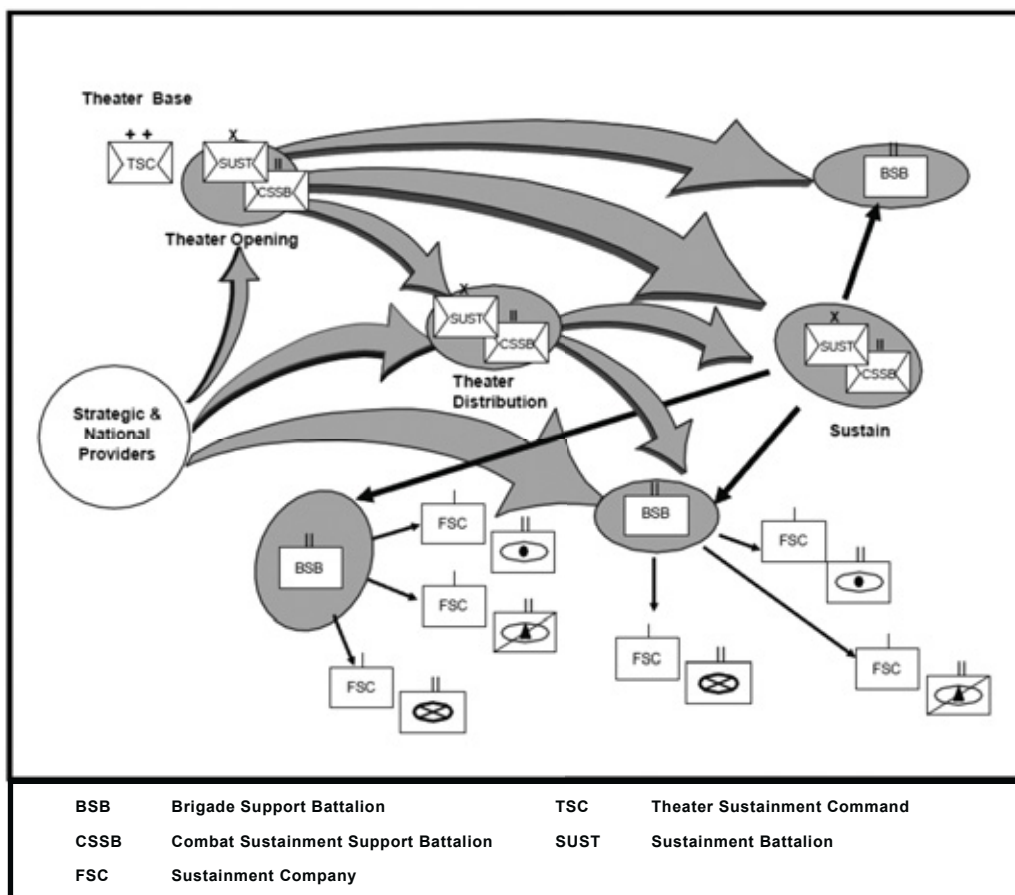 Theater Base
+ +
TSC
X
SUST
II
CSSB
Theater Opening
II
BSB
X
SUST
II
CSSB
Theater
Distribution
X
SUST
II
CSSB
Sustain
Strategic &
National
Providers
II
BSB
I
FSC
II
I
FSC
II
I
FSC
II
II
BSB
I
FSC
II
I
FSC
II
I
FSC
II
BSB Brigade Support Battalion TSC Theater Sustainment Command
CSSB Combat Sustainment Support Battalion SUST Sustainment Battalion
FSC Sustainment Company